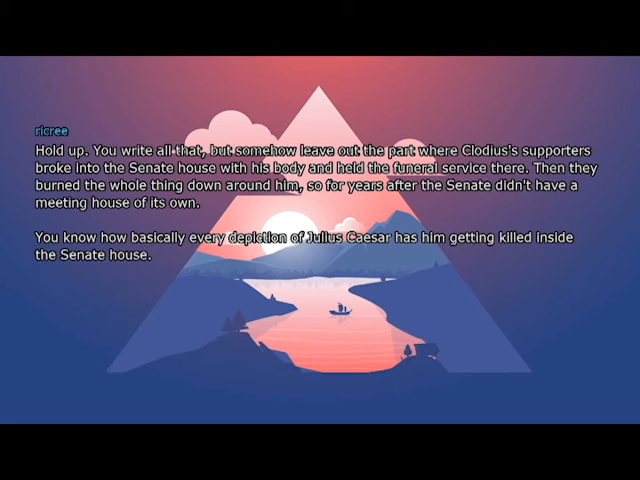 ricree
Hold up. You write all that, but somehow leave out the part where Clodius's supporters
broke into the Senate house with his body and held the funeral service there. Then they
burned the whole thing down around him, so for years after the Senate didn't have a
meeting house of its own.
You know how basically every depiction of Julius Caesar has him getting killed inside
the Senate house.